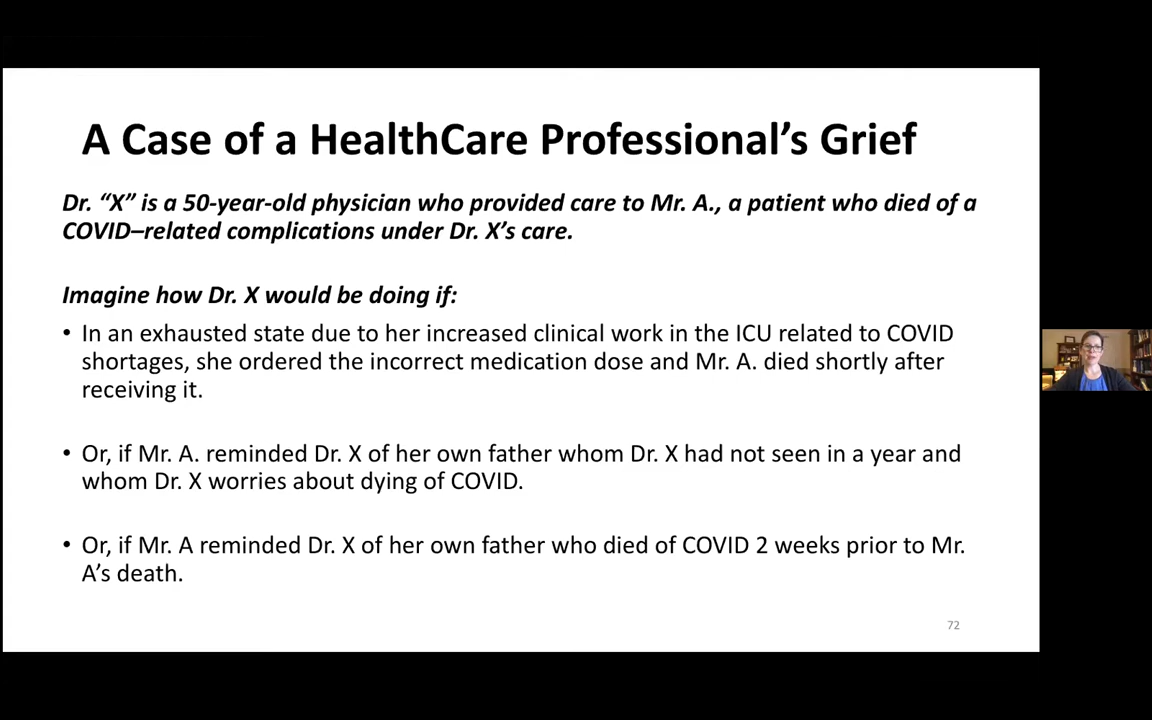 A Case of a HealthCare Professional’s Grief
Dr. “X” is a 50-year-old physician who provided care to Mr. A., a patient who died of a
COVID–related complications under Dr. X’s care.
Imagine how Dr. X would be doing if:
• In an exhausted state due to her increased clinical work in the ICU related to COVID
shortages, she ordered the incorrect medication dose and Mr. A. died shortly after
receiving it.
• Or, if Mr. A. reminded Dr. X of her own father whom Dr. X had not seen in a year and
whom Dr. X worries about dying of COVID.
• Or, if Mr. A reminded Dr. X of her own father who died of COVID 2 weeks prior to Mr.
A’s death.
72